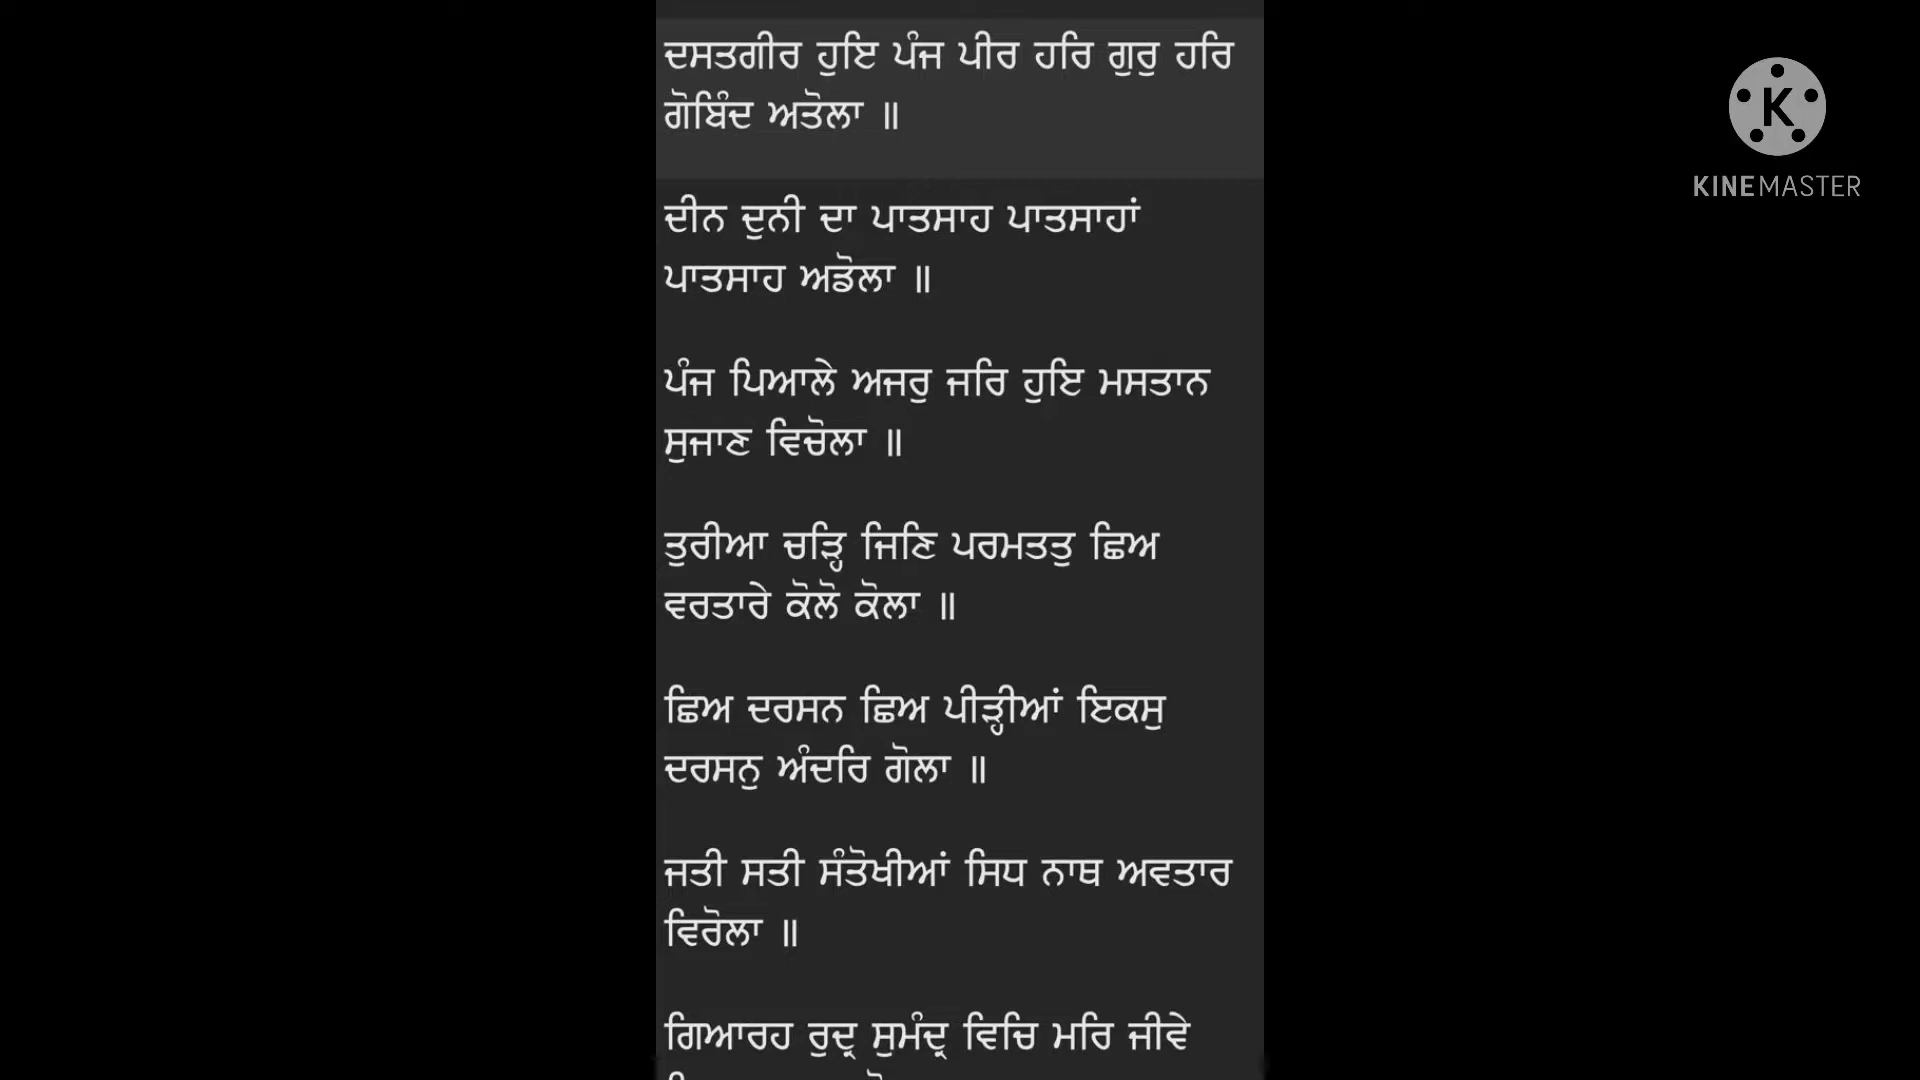 ਦਸਤਗੀਰ ਹੁਇ ਪੰਜ ਪੀਰ ਹਰਿ ਗੁਰੁ ਹਰਿ
ਗੋਬਿੰਦ ਅਤੋਲਾ ॥
ਦੀਨ ਦੁਨੀ ਦਾ ਪਾਤਸਾਹ ਪਾਤਸਾਹਾਂ
ਪਾਤਸਾਹ ਅਡੋਲਾ ॥
ਪੰਜ ਪਿਆਲੇ ਅਜਰੁ ਜਰਿ ਹੁਇ ਮਸਤਾਨ
ਸੁਜਾਣ ਵਿਚੋਲਾ ॥
ਤੁਰੀਆ ਚੜ੍ਹਿ ਜਿਣਿ ਪਰਮਤਤੁ ਛਿਅ
ਵਰਤਾਰੇ ਕੋਲੋ ਕੋਲਾ ॥
ਛਿਅ ਦਰਸਨ ਛਿਅ ਪੀੜ੍ਹੀਆਂ ਇਕਸੁ
ਦਰਸਨੁ ਅੰਦਰਿ ਗੋਲਾ ॥
ਜਤੀ ਸਤੀ ਸੰਤੋਖੀਆਂ ਸਿਧ ਨਾਥ ਅਵਤਾਰ
ਵਿਰੋਲਾ ॥
ਗਿਆਰਹ ਰੁਦ੍ਰ ਸੁਮੰਦ੍ਰ ਵਿਚਿ ਮਰਿ ਜੀਵੇ
K
KINEMASTER